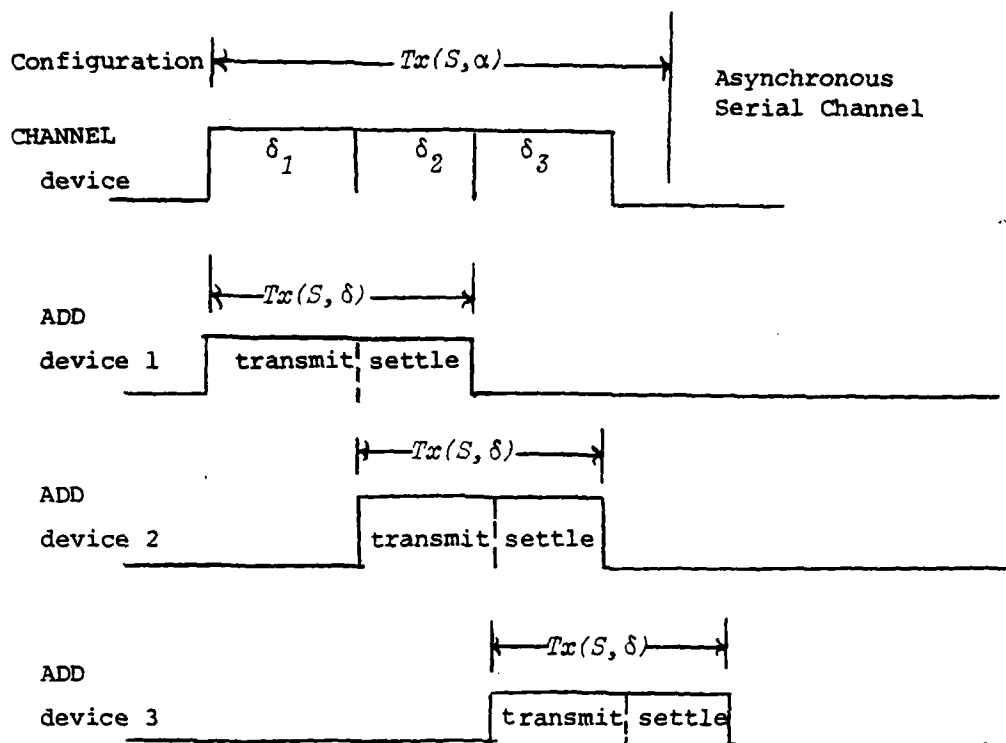 Configuration Tx(S,α)
Asynchronous
Serial Channel
CHANNEL
device
δ1 δ2 δ3
Tx(S,δ)
ADD
device 1
transmit settle
Tx(S,δ)
ADD
device 2
transmit settle
Tx(S,δ)
ADD
device 3
transmit settle